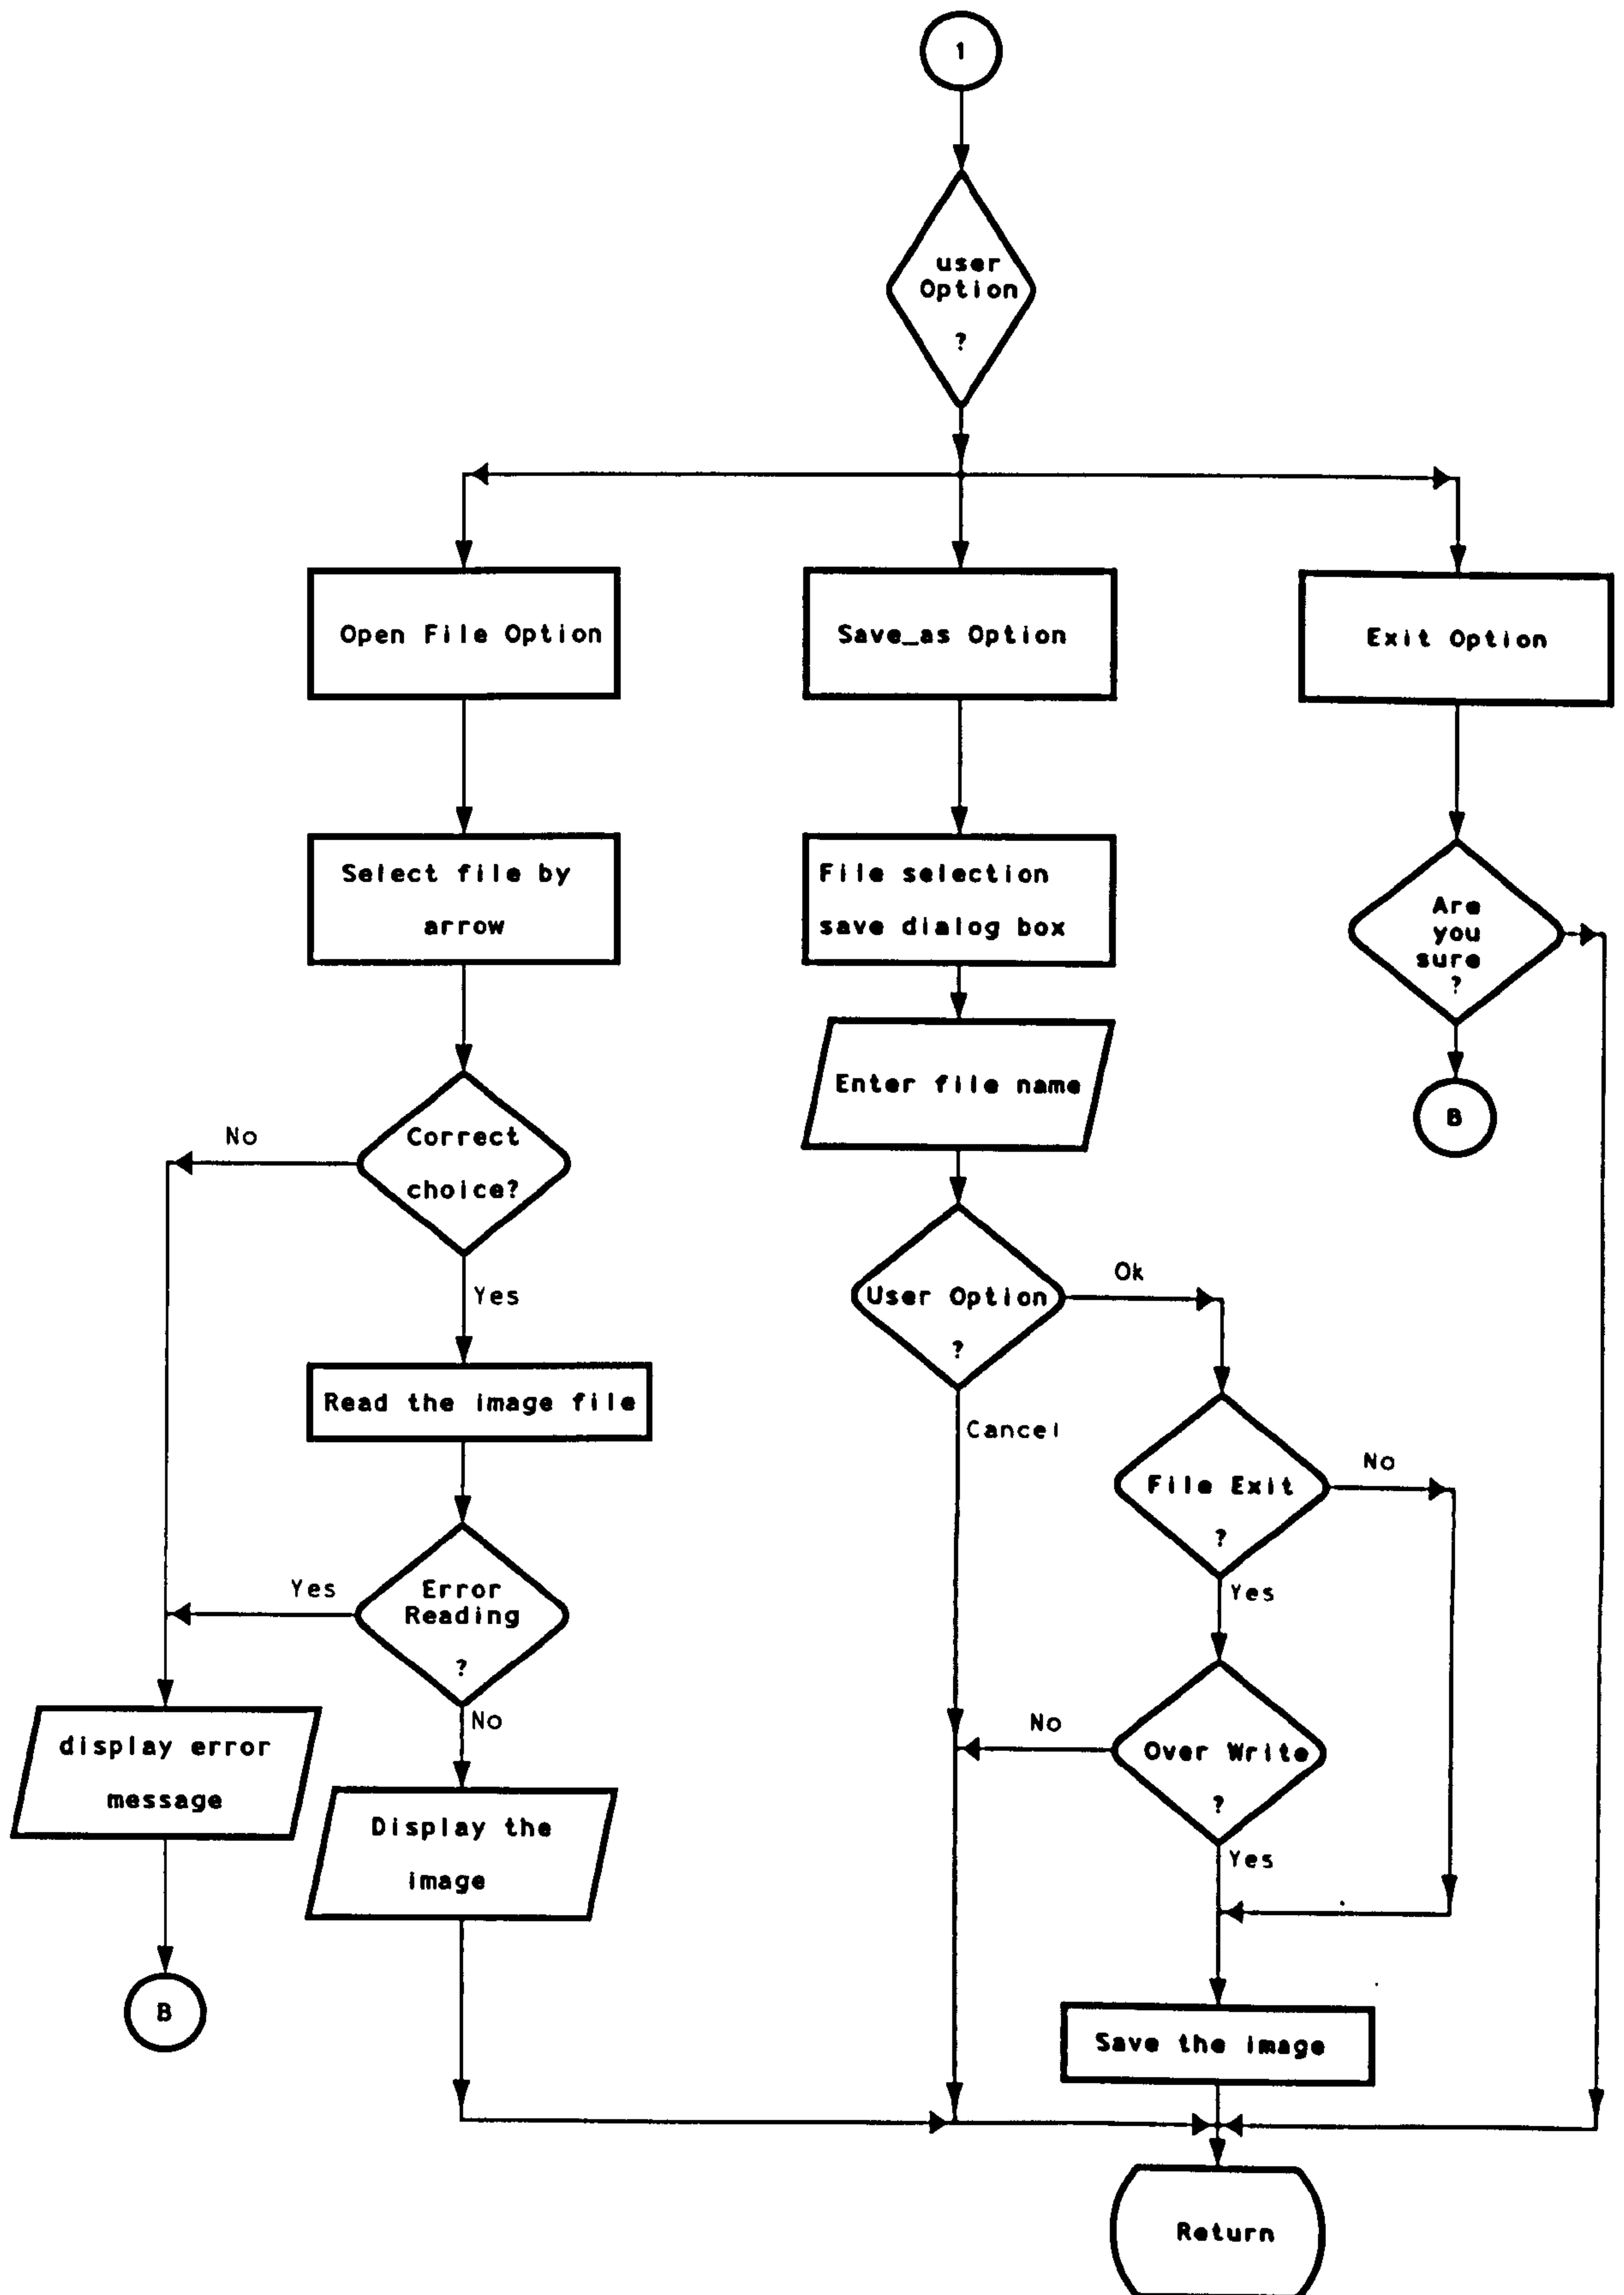 1
user
Option
?
Open File Option
Save_as Option
Exit Option
Select file by
arrow
File selection
save dialog box
Are
you
sure
?
Enter file name
B
No
Correct
choice?
Yes
User Option
?
Ok
Cancel
Read the image file
File Exit
?
No
Yes
Yes
Error
Reading
?
No
display error
message
Over Write
?
No
Yes
Display the
image
B
Save the image
Return